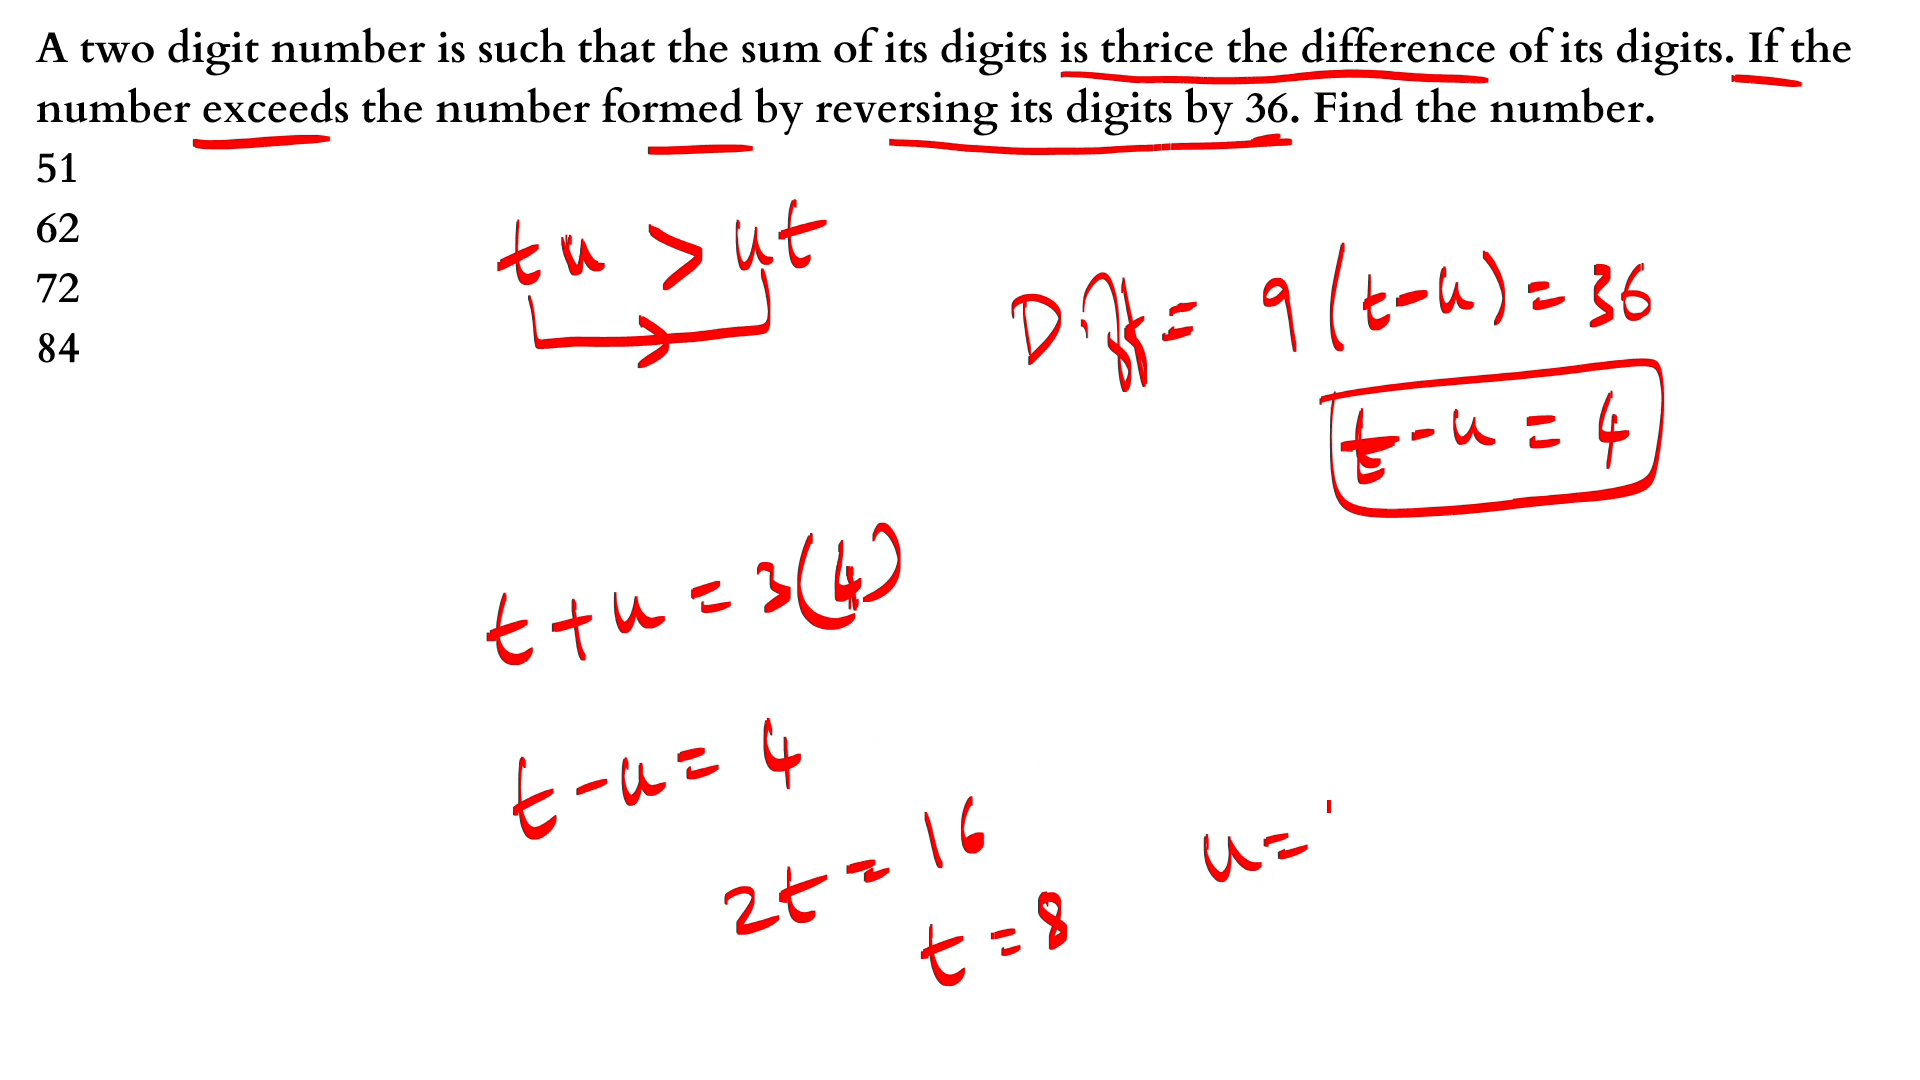 A two digit number is such that the sum of its digits is thrice the difference of its digits. If the
number exceeds the number formed by reversing its digits by 36. Find the number.
51
62
72
84
tu > ut
Diff = 9(t-u) = 36
t-u = 4
t+u = 3(4)
t-u = 4
2t = 16
t = 8
u = '